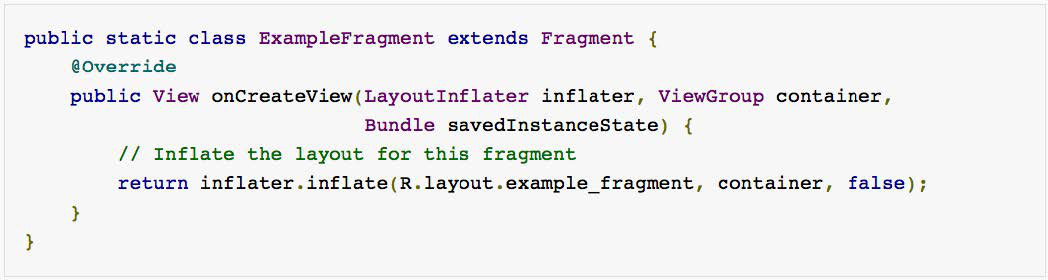 public static class ExampleFragment extends Fragment {
    @Override
    public View onCreateView(LayoutInflater inflater, ViewGroup container,
                             Bundle savedInstanceState) {
        // Inflate the layout for this fragment
        return inflater.inflate(R.layout.example_fragment, container, false);
    }
}